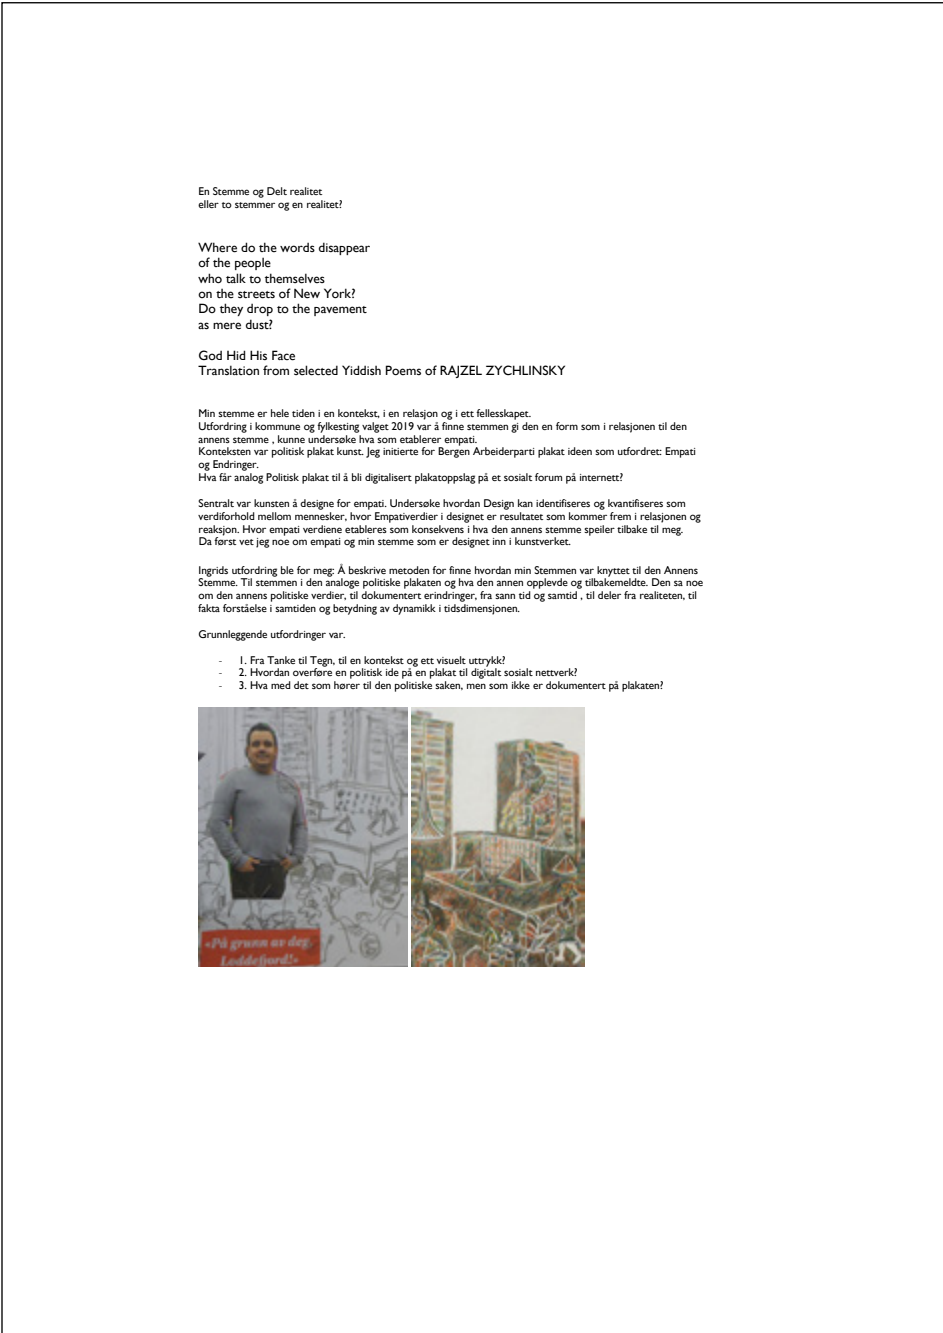 En Stemme og Delt realitet
eller to stemmer og en realitet?
Where do the words disappear
of the people
who talk to themselves
on the streets of New York?
Do they drop to the pavement
as mere dust?
God Hid His Face
Translation from selected Yiddish Poems of RAJZEL ZYCHLINSKY
Min stemme er hele tiden i en kontekst, i en relasjon og i ett fellesskapet.
Utfordring i kommune og fylkesting valget 2019 var å finne stemmen gi den en form som i relasjonen til den
annens stemme , kunne undersøke hva som etablerer empati.
Konteksten var politisk plakat kunst. Jeg initierte for Bergen Arbeiderparti plakat ideen som utfordret: Empati
og Endringer.
Hva får analog Politisk plakat til å bli digitalisert plakatoppslag på et sosialt forum på internett?
Sentralt var kunsten å designe for empati. Undersøke hvordan Design kan identifiseres og kvantifiseres som
verdiforhold mellom mennesker, hvor Empativerdier i designet er resultatet som kommer frem i relasjonen og
reaksjon. Hvor empati verdiene etableres som konsekvens i hva den annens stemme speiler tilbake til meg.
Da først vet jeg noe om empati og min stemme som er designet inn i kunstverket.
Ingrids utfordring ble for meg: Å beskrive metoden for finne hvordan min Stemmen var knyttet til den Annens
Stemme. Til stemmen i den analoge politiske plakaten og hva den annen opplevde og tilbakemeldte. Den sa noe
om den annens politiske verdier, til dokumentert erindringer, fra sann tid og samtid , til deler fra realiteten, til
fakta forståelse i samtiden og betydning av dynamikk i tidsdimensjonen.
Grunnleggende utfordringer var.
- 1. Fra Tanke til Tegn, til en kontekst og ett visuelt uttrykk?
- 2. Hvordan overføre en politisk ide på en plakat til digitalt sosialt nettverk?
- 3. Hva med det som hører til den politiske saken, men som ikke er dokumentert på plakaten?
«På grunn av deg,
Loddefjord!»